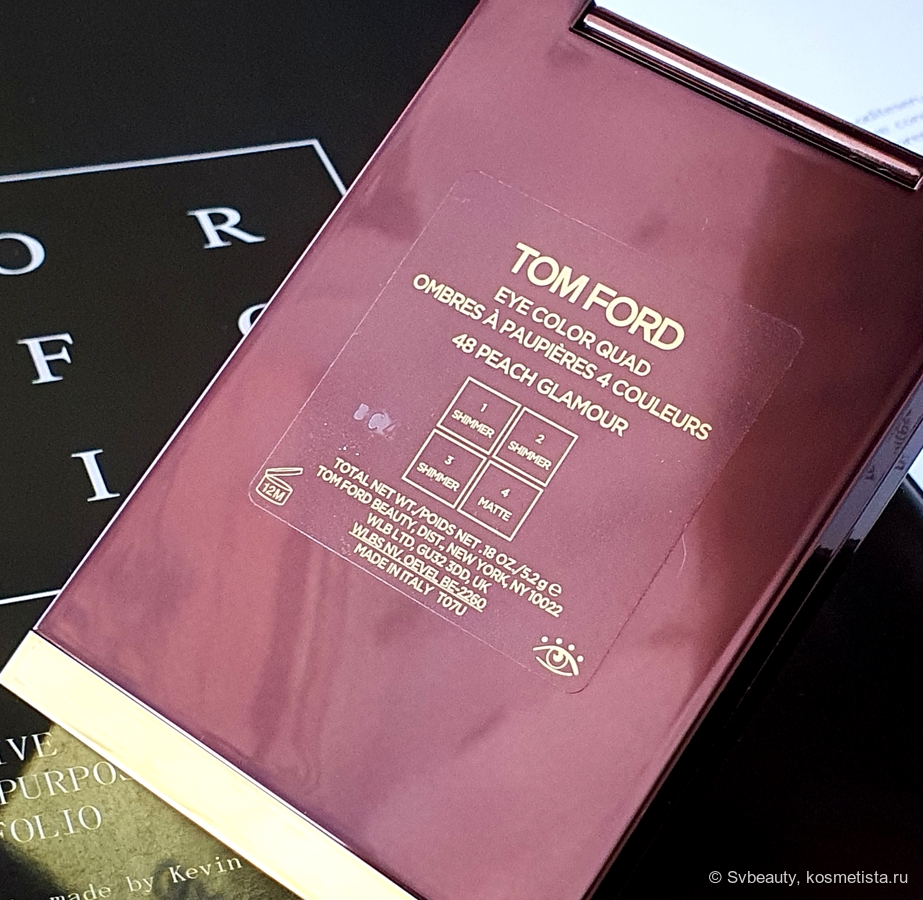 O R
F
I
TOM FORD
EYE COLOR QUAD
OMBRES À PAUPIÈRES 4 COULEURS
48 PEACH GLAMOUR
1
SHIMMER
2
SHIMMER
3
SHIMMER
4
MATTE
12M
TOTAL NET WT./POIDS NET .18 OZ/5.2g e
TOM FORD BEAUTY, DIST., NEW YORK, NY 10022
WLB LTD, GU32 3DD, UK
WLBS NV. OEVEL BE-2260
MADE IN ITALY T07U
IVE
PURPOS
FOLIO
made by Kevin
© Svbeauty, kosmetista.ru